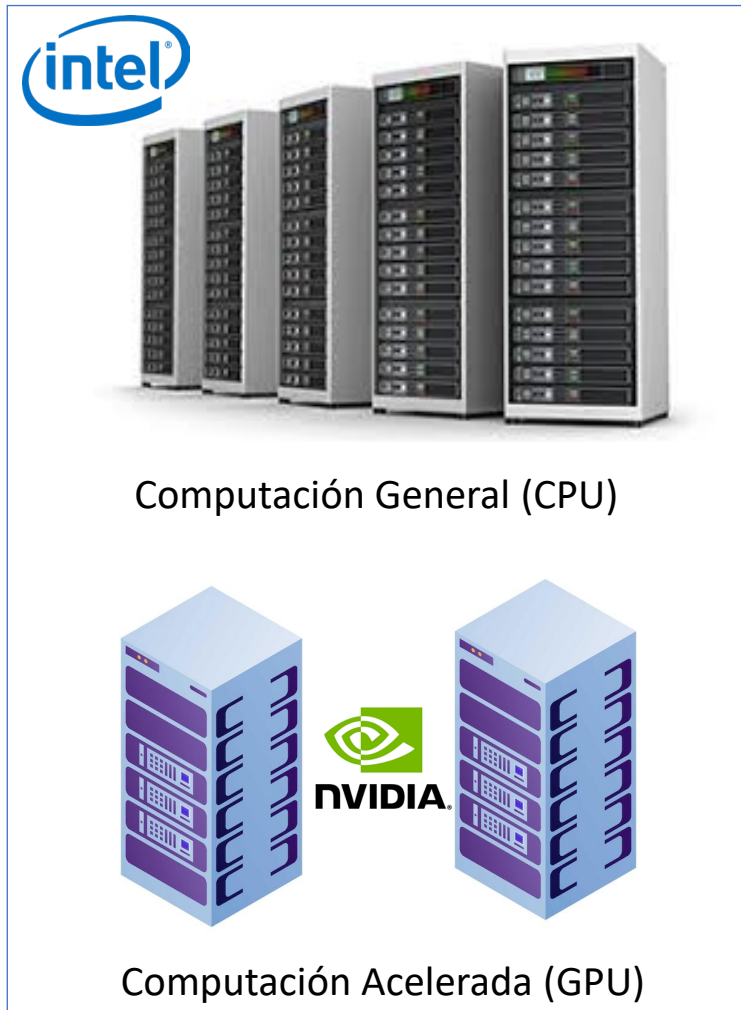 intel®
Computación General (CPU)
NVIDIA.
Computación Acelerada (GPU)